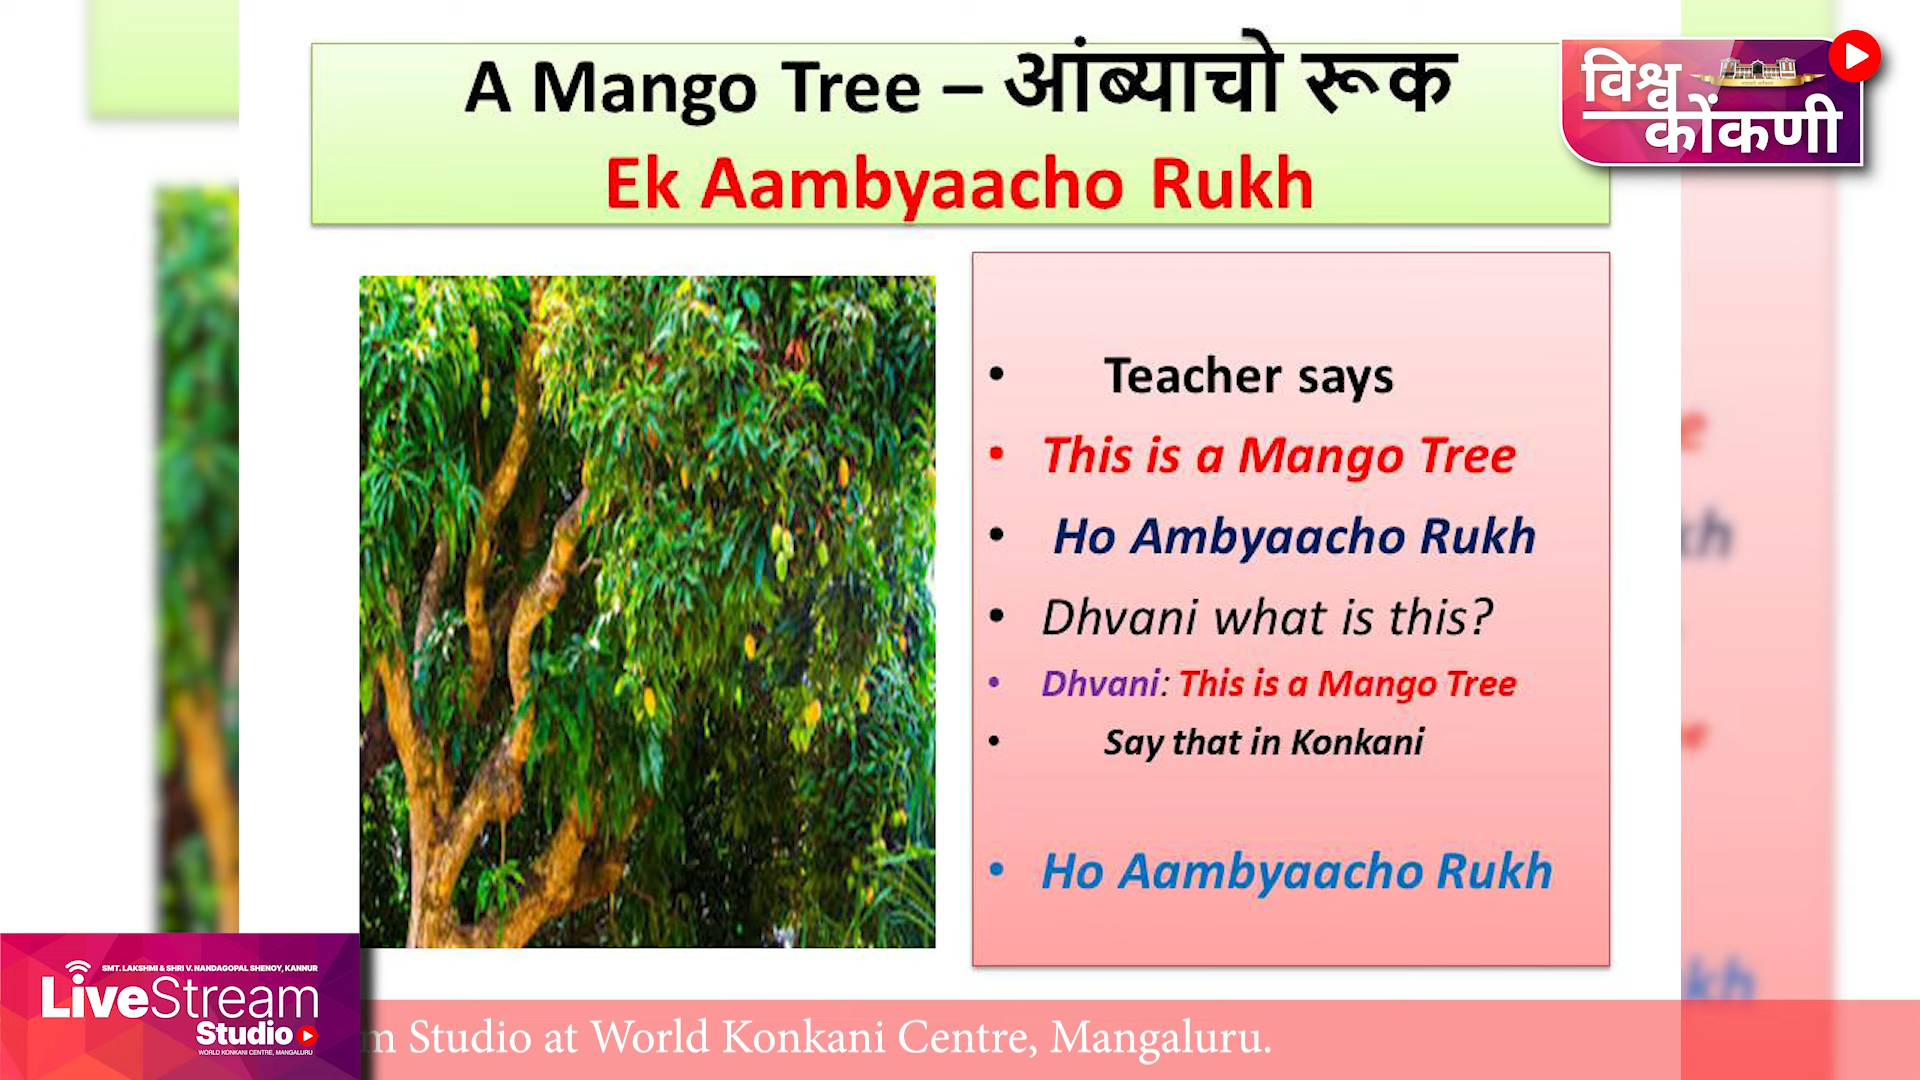 A Mango Tree – आंब्याचो रूक
Ek Aambyaacho Rukh
विश्व
कोंकणी
• Teacher says
• This is a Mango Tree
• Ho Ambyaacho Rukh
• Dhvani what is this?
• Dhvani: This is a Mango Tree
• Say that in Konkani
• Ho Aambyaacho Rukh
SMT. LAKSHMI & SHRI V. NANDAGOPAL SHENOY, KANNUR
LiveStream
Studio
WORLD KONKANI CENTRE, MANGALURU
m Studio at World Konkani Centre, Mangaluru.